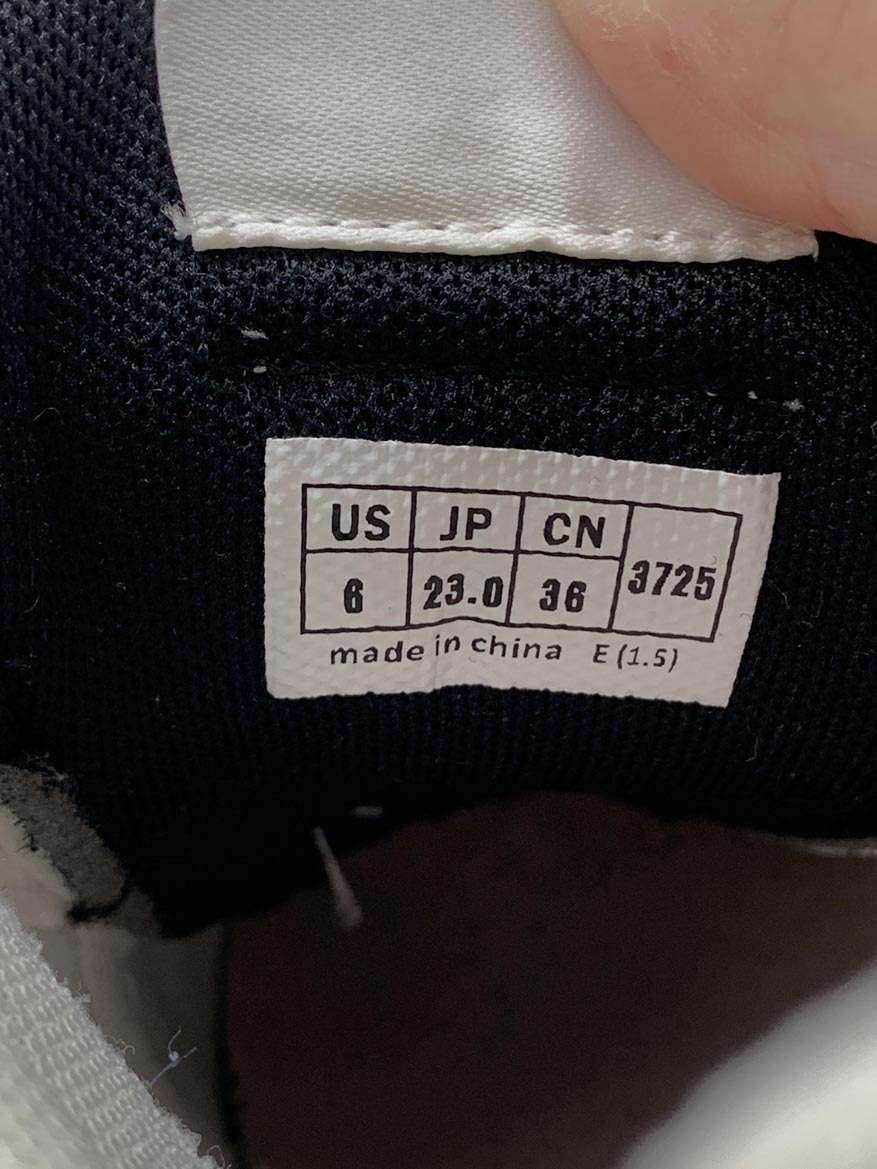 US JP CN
6 23.0 36 3725
made in china E (1.5)